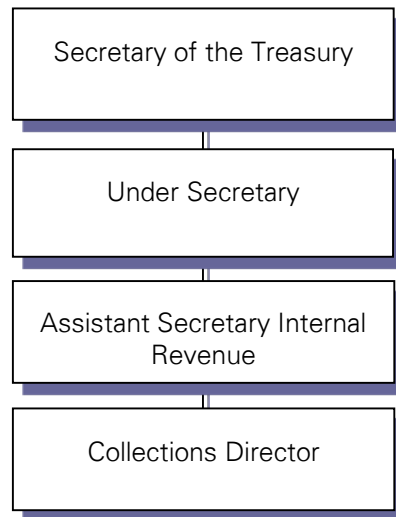 Secretary of the Treasury
Under Secretary
Assistant Secretary Internal
Revenue
Collections Director